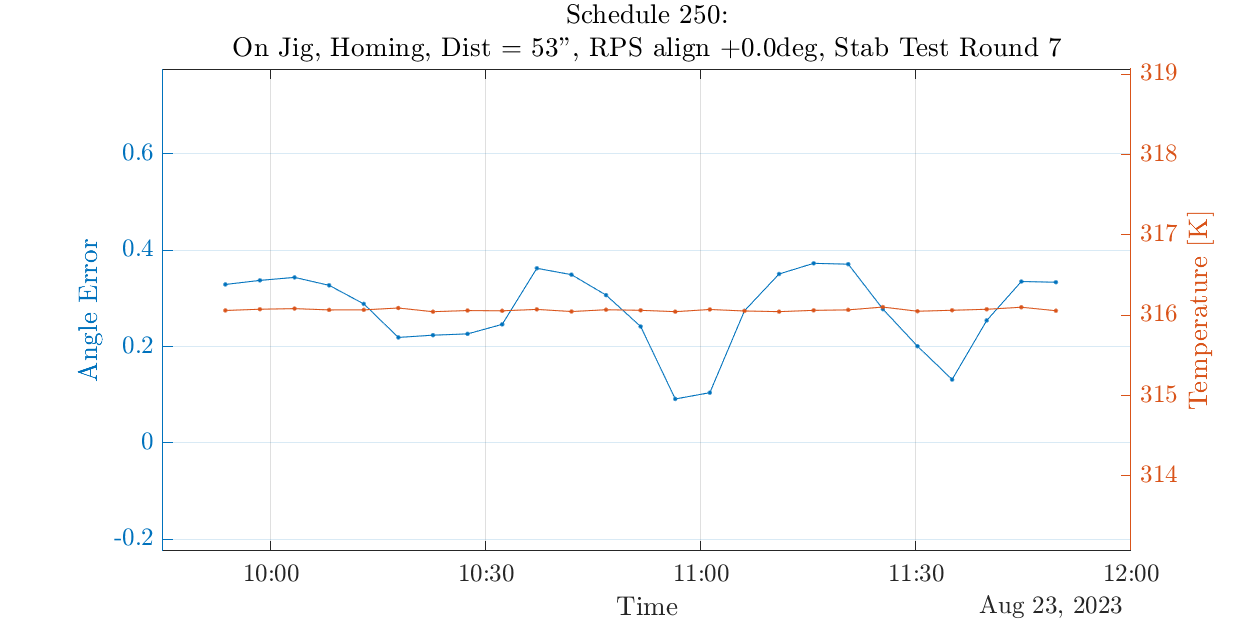 Schedule 250:
On Jig, Homing, Dist = 53”, RPS align +0.0deg, Stab Test Round 7
Angle Error
0.6
0.4
0.2
0
-0.2
319
318
317
316
315
314
Temperature [K]
10:00 10:30 11:00 11:30 12:00
Time
Aug 23, 2023